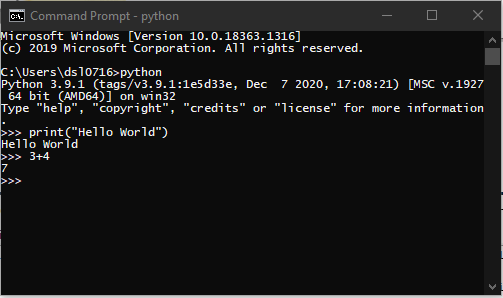 Command Prompt - python
Microsoft Windows [Version 10.0.18363.1316]
(c) 2019 Microsoft Corporation. All rights reserved.
C:\Users\dsl0716>python
Python 3.9.1 (tags/v3.9.1:1e5d33e, Dec  7 2020, 17:08:21) [MSC v.1927
 64 bit (AMD64)] on win32
Type "help", "copyright", "credits" or "license" for more information
.
>>> print("Hello World")
Hello World
>>> 3+4
7
>>>